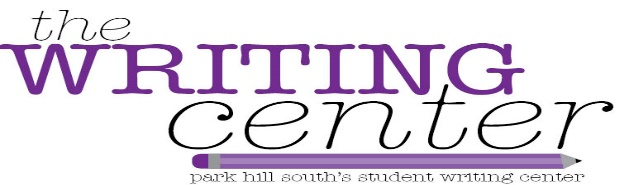 the
WRITING
center
park hill south's student writing center